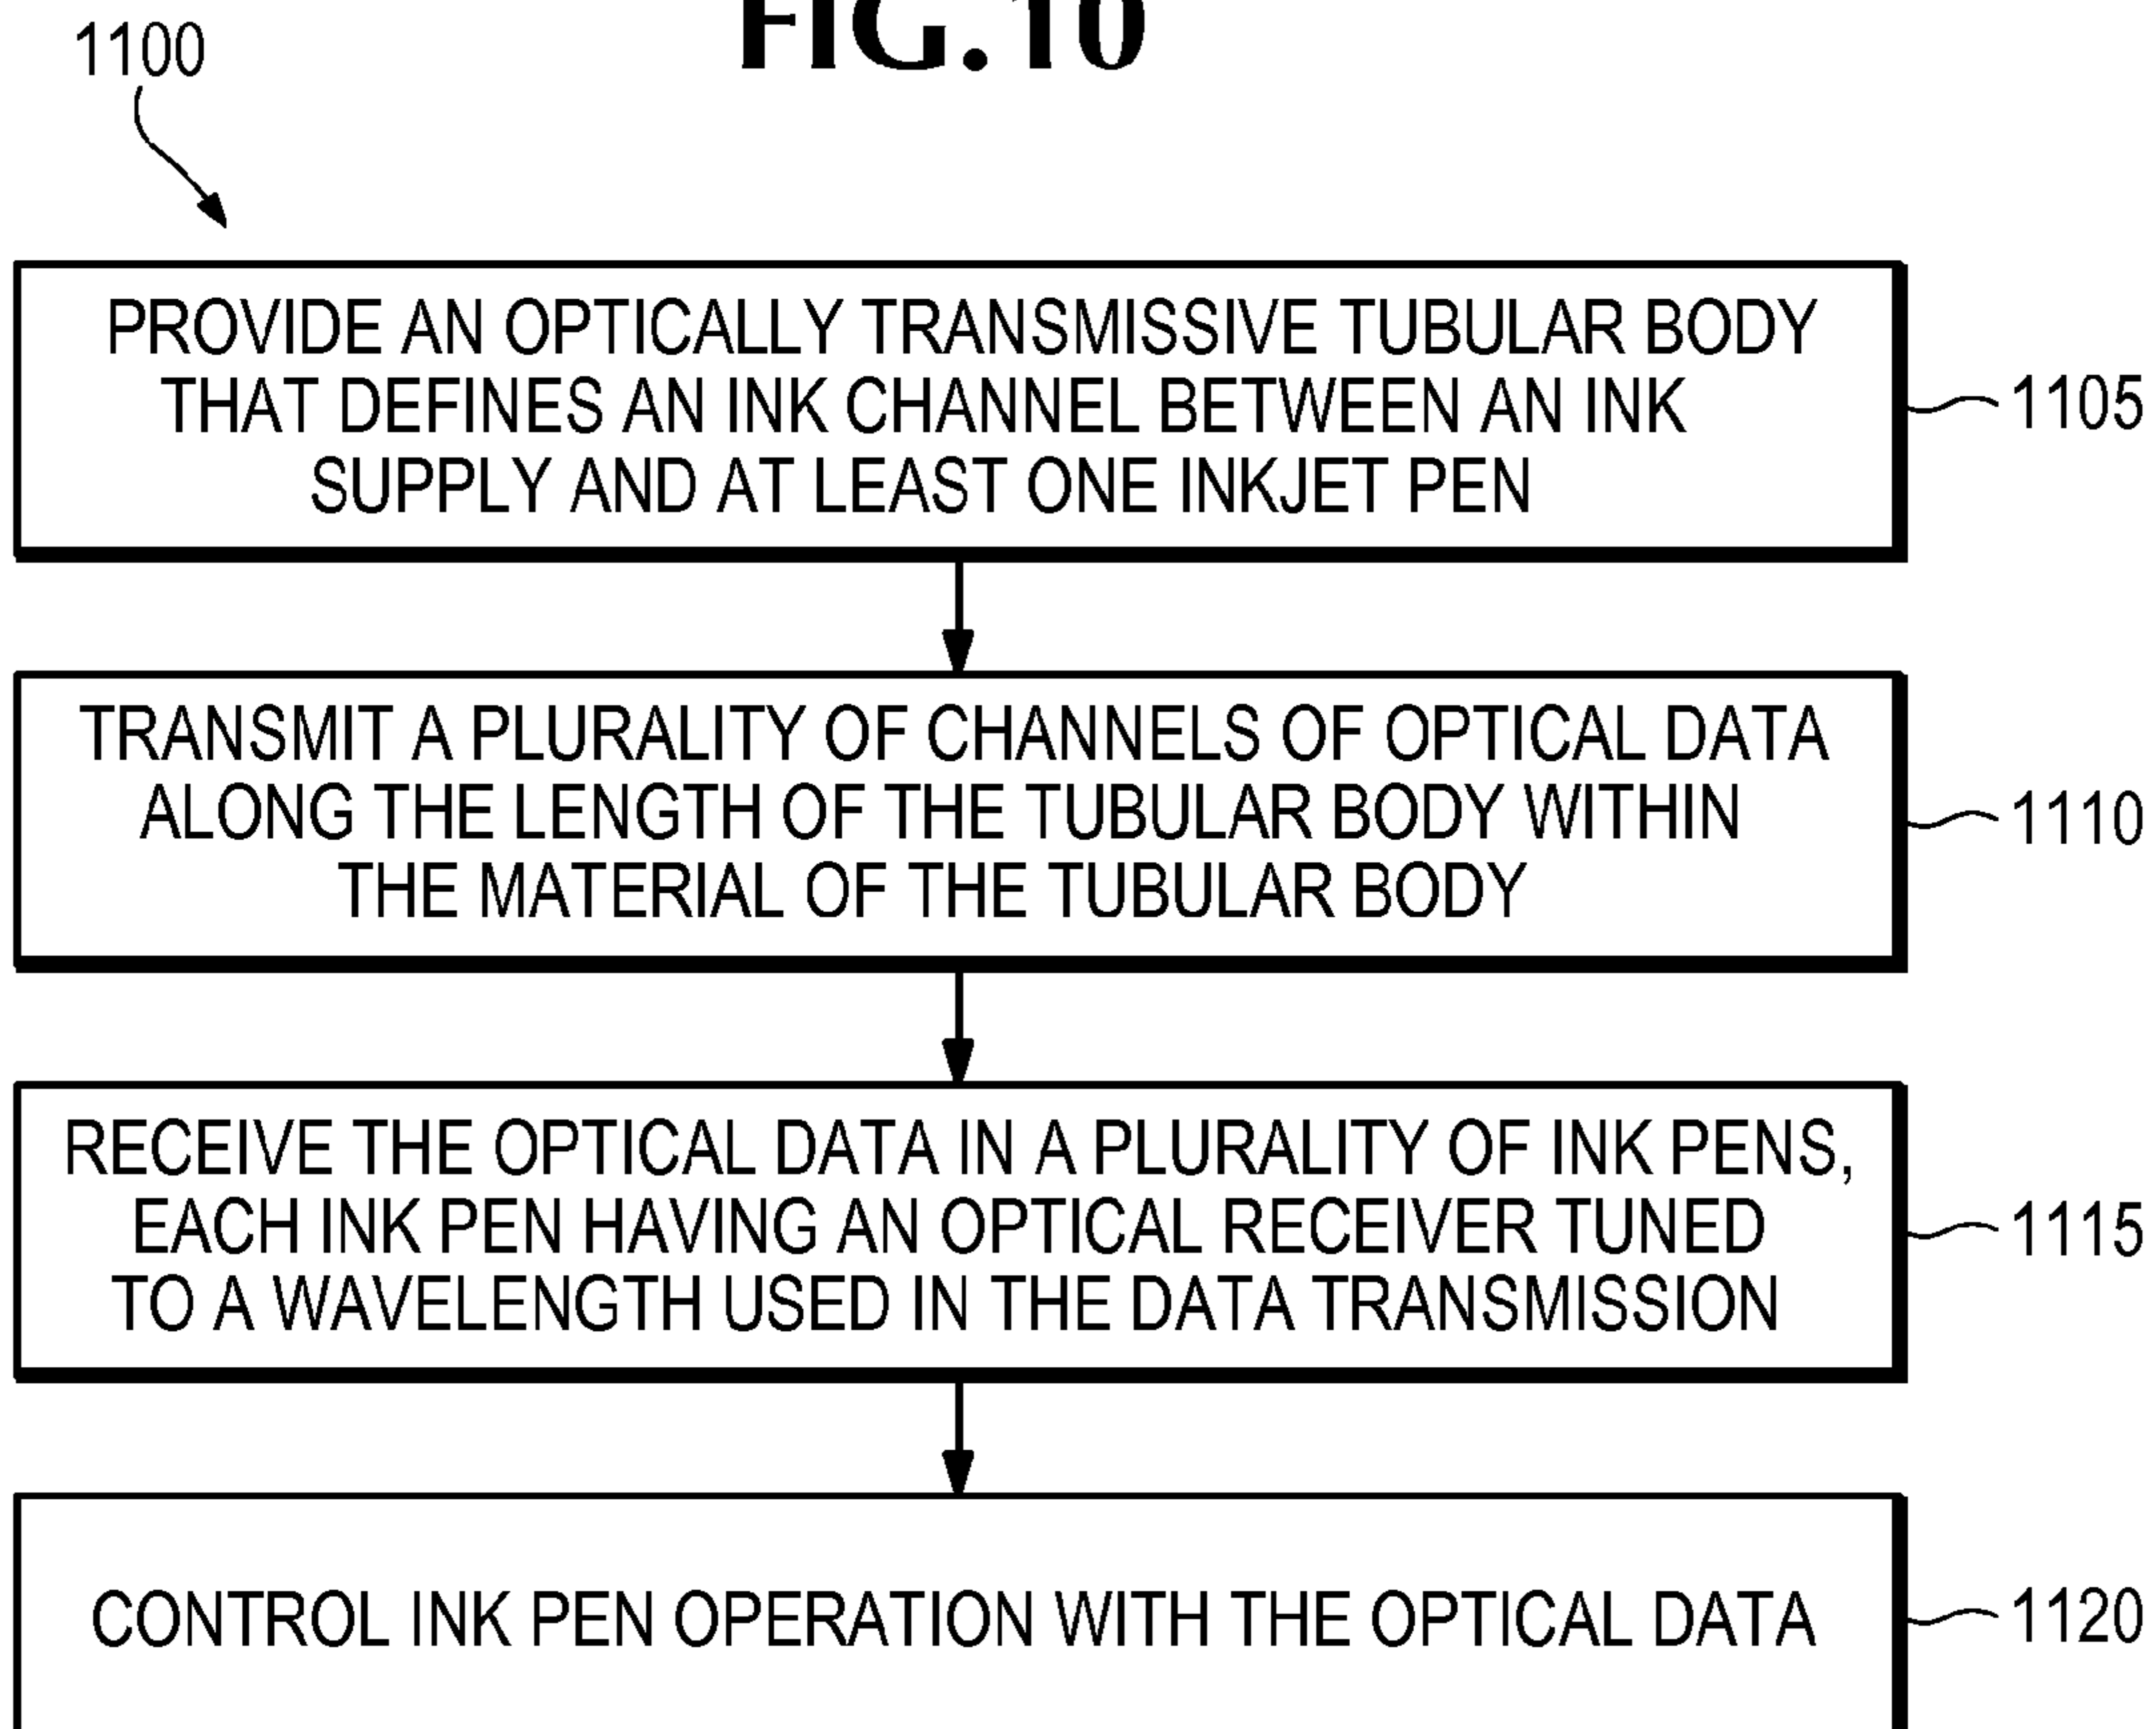 FIG.10
1100
PROVIDE AN OPTICALLY TRANSMISSIVE TUBULAR BODY
THAT DEFINES AN INK CHANNEL BETWEEN AN INK
SUPPLY AND AT LEAST ONE INKJET PEN
1105
TRANSMIT A PLURALITY OF CHANNELS OF OPTICAL DATA
ALONG THE LENGTH OF THE TUBULAR BODY WITHIN
THE MATERIAL OF THE TUBULAR BODY
1110
RECEIVE THE OPTICAL DATA IN A PLURALITY OF INK PENS,
EACH INK PEN HAVING AN OPTICAL RECEIVER TUNED
TO A WAVELENGTH USED IN THE DATA TRANSMISSION
1115
CONTROL INK PEN OPERATION WITH THE OPTICAL DATA
1120